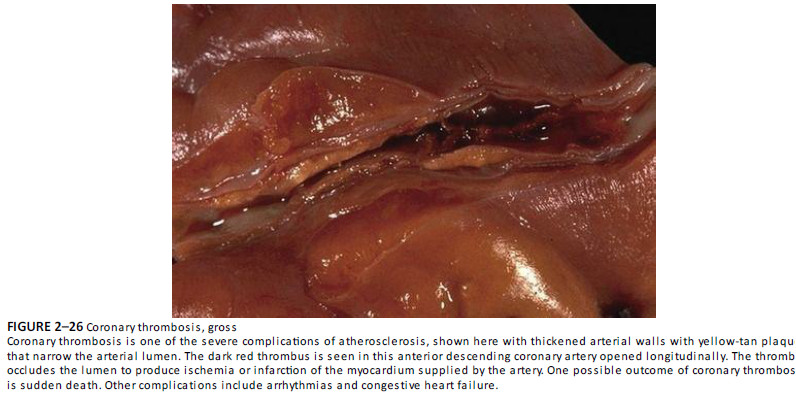 FIGURE 2–26 Coronary thrombosis, gross
Coronary thrombosis is one of the severe complications of atherosclerosis, shown here with thickened arterial walls with yellow-tan plaqu
that narrow the arterial lumen. The dark red thrombus is seen in this anterior descending coronary artery opened longitudinally. The thromb
occludes the lumen to produce ischemia or infarction of the myocardium supplied by the artery. One possible outcome of coronary thrombos
is sudden death. Other complications include arrhythmias and congestive heart failure.